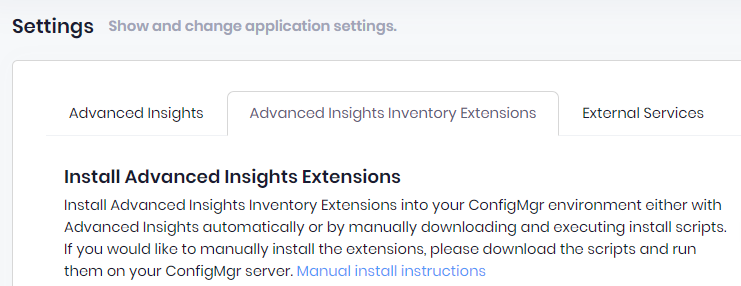 Settings Show and change application settings.
Advanced Insights Advanced Insights Inventory Extensions External Services
Install Advanced Insights Extensions
Install Advanced Insights Inventory Extensions into your ConfigMgr environment either with
Advanced Insights automatically or by manually downloading and executing install scripts.
If you would like to manually install the extensions, please download the scripts and run
them on your ConfigMgr server. Manual install instructions